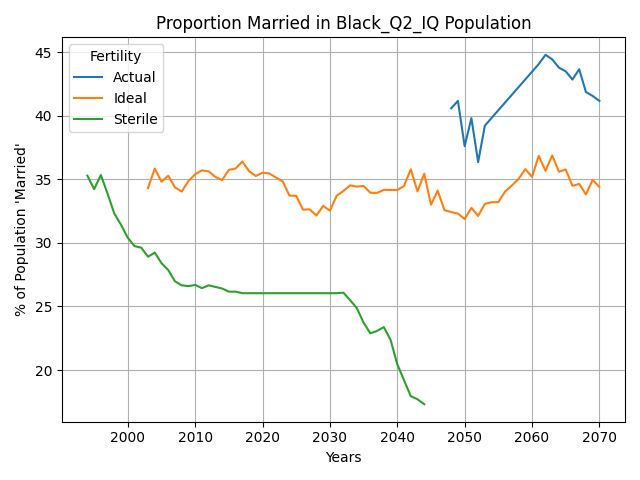 Proportion Married in Black_Q2_IQ Population
% of Population 'Married'
45
40
35
30
25
20
Fertility
Actual
Ideal
Sterile
2000 2010 2020 2030 2040 2050 2060 2070
Years